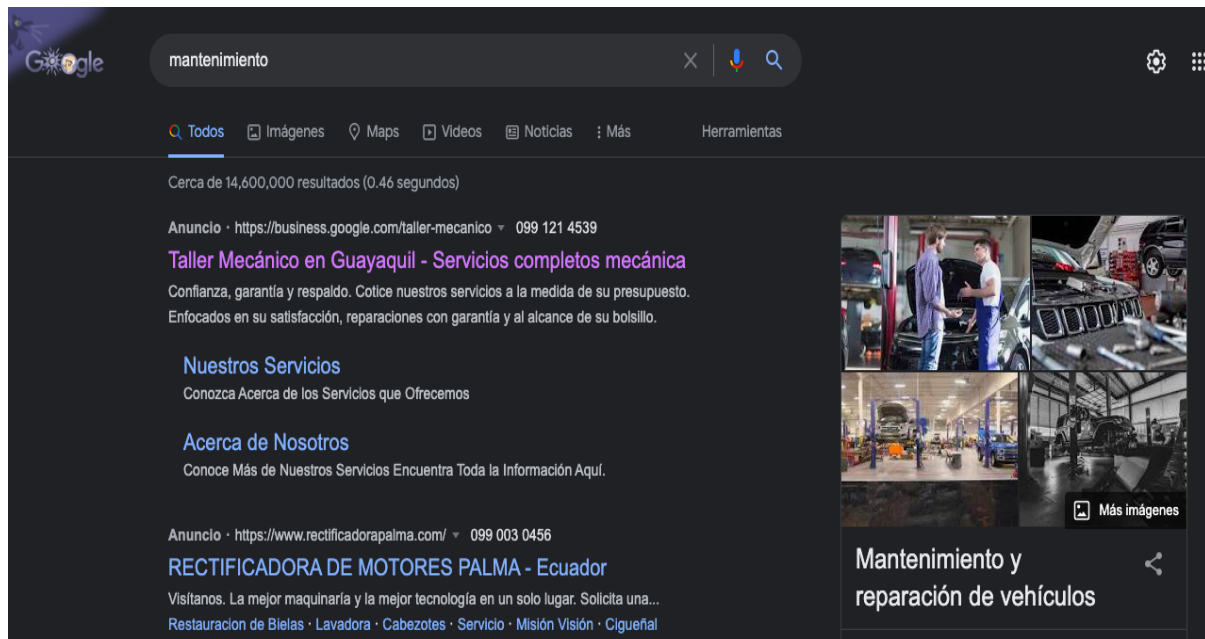 Google
mantenimiento
Todos Imágenes Maps Videos Noticias Más Herramientas
Cerca de 14,600,000 resultados (0.46 segundos)
Anuncio · https://business.google.com/taller-mecanico 099 121 4539
Taller Mecánico en Guayaquil - Servicios completos mecánica
Confianza, garantía y respaldo. Cotice nuestros servicios a la medida de su presupuesto.
Enfocados en su satisfacción, reparaciones con garantía y al alcance de su bolsillo.
Nuestros Servicios
Conozca Acerca de los Servicios que Ofrecemos
Acerca de Nosotros
Conoce Más de Nuestros Servicios Encuentra Toda la Información Aquí.
Anuncio · https://www.rectificadorapalma.com/ 099 003 0456
RECTIFICADORA DE MOTORES PALMA - Ecuador
Visítanos. La mejor maquinaría y la mejor tecnología en un solo lugar. Solicita una...
Restauracion de Bielas · Lavadora · Cabezotes · Servicio · Misión Visión · Cigueñal
Más imágenes
Mantenimiento y
reparación de vehículos